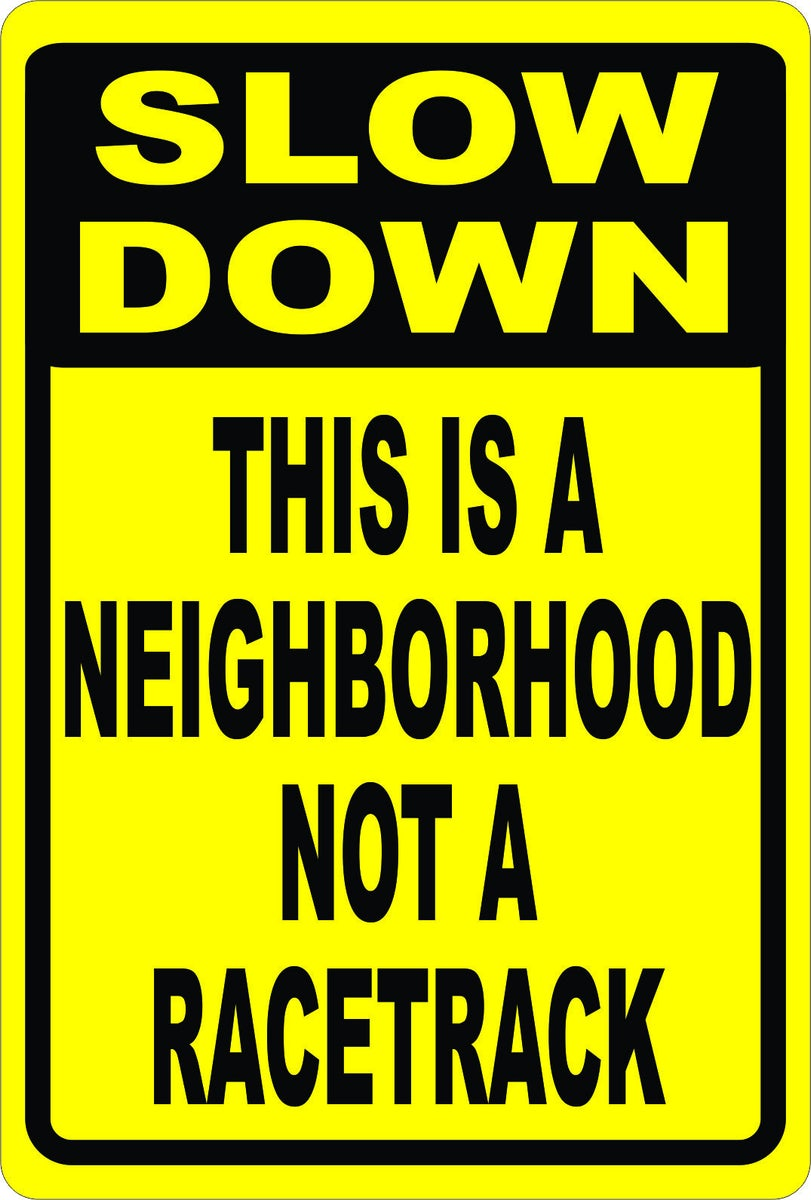 SLOW
DOWN
THIS IS A
NEIGHBORHOOD
NOT A
RACETRACK